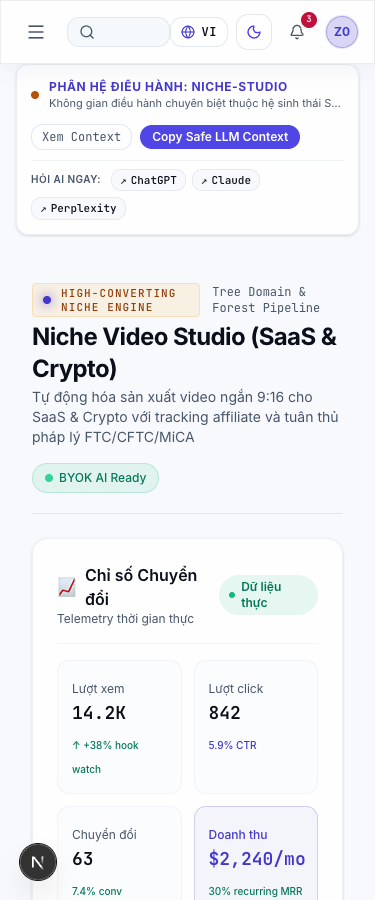 VI
3
ZO
PHÂN HỆ ĐIỀU HÀNH: NICHE-STUDIO
Không gian điều hành chuyên biệt thuộc hệ sinh thái S...
Xem Context
Copy Safe LLM Context
HỎI AI NGAY:
↗ ChatGPT
↗ Claude
↗ Perplexity
HIGH-CONVERTING
NICHE ENGINE
Tree Domain &
Forest Pipeline
Niche Video Studio (SaaS &
Crypto)
Tự động hóa sản xuất video ngắn 9:16 cho
SaaS & Crypto với tracking affiliate và tuân thủ
pháp lý FTC/CFTC/MiCA
BYOK AI Ready
Chỉ số Chuyển
đổi
Dữ liệu
thực
Telemetry thời gian thực
Lượt xem
14.2K
↑ +38% hook
watch
Lượt click
842
5.9% CTR
Chuyển đổi
63
7.4% conv
Doanh thu
$2,240/mo
30% recurring MRR
N